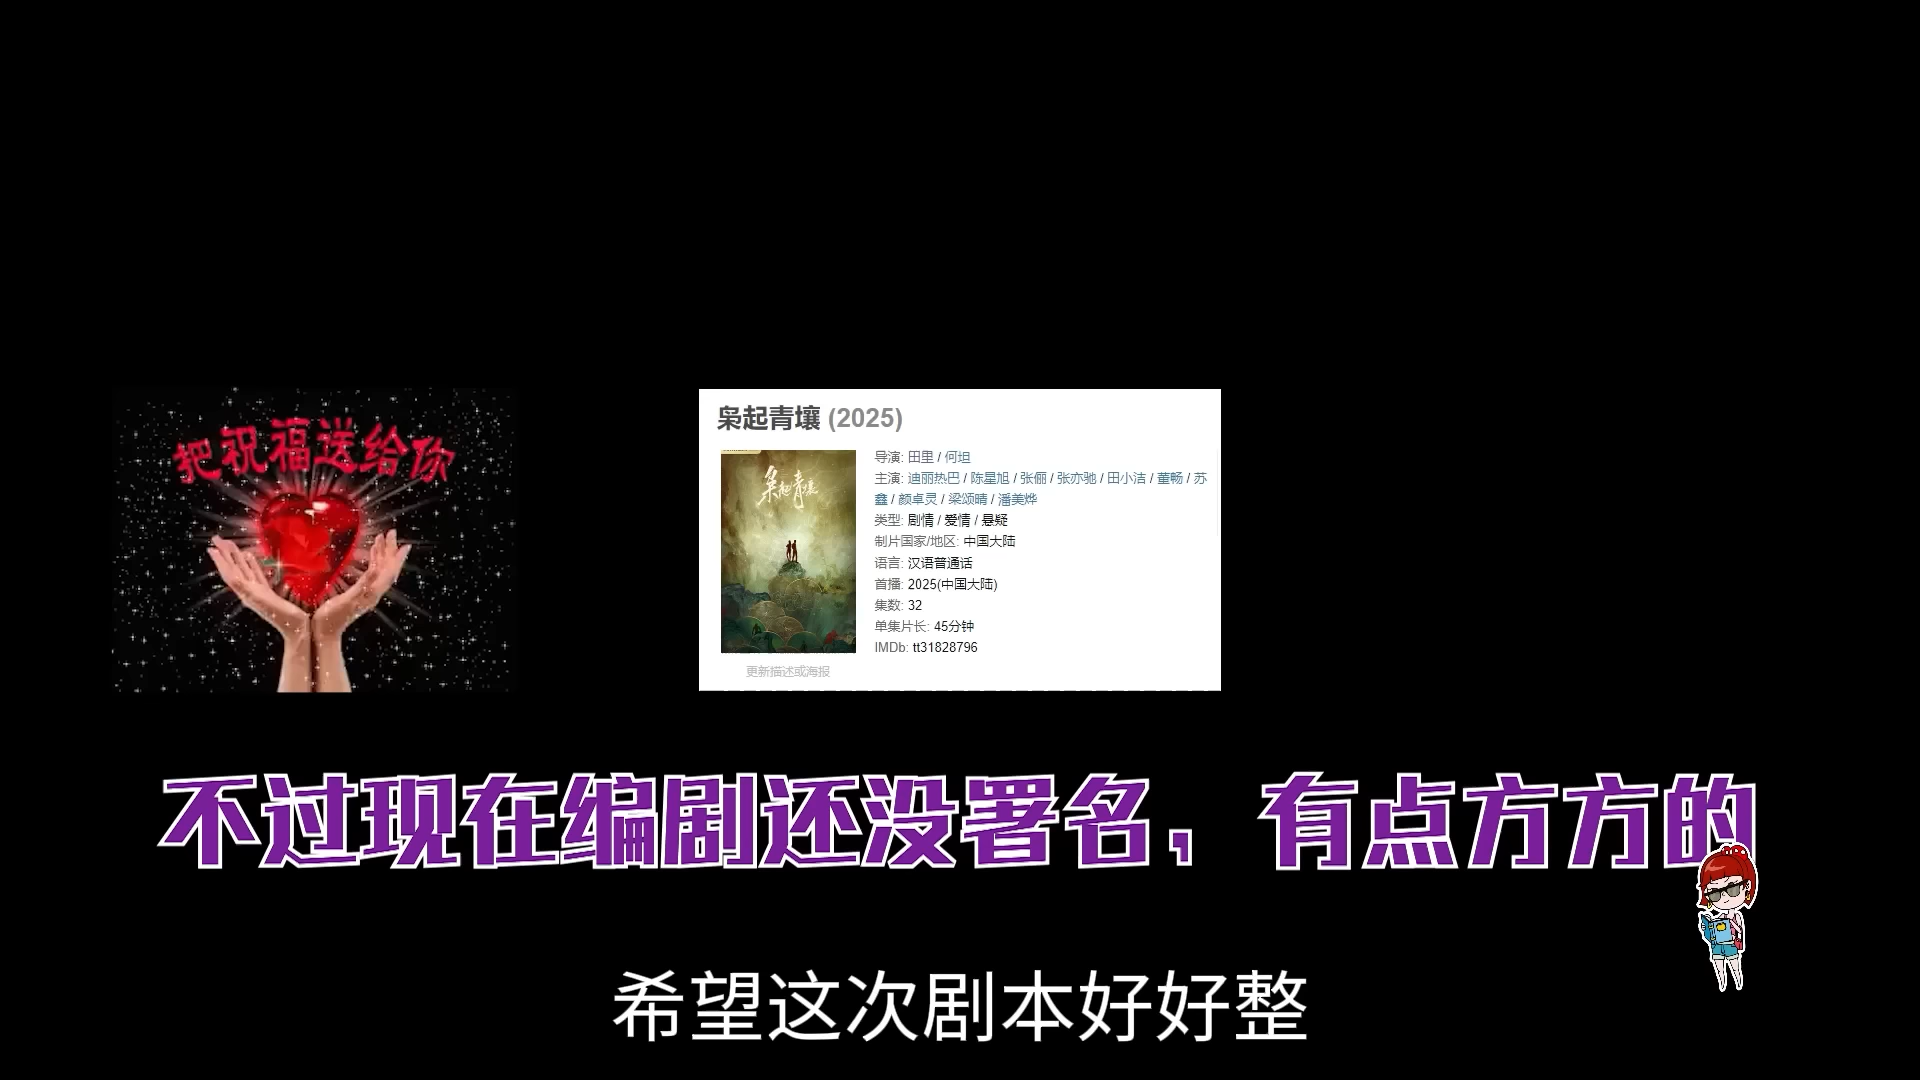 把祝福送给你
枭起青壤 (2025)
枭起青壤
导演: 田里 / 何坦
主演: 迪丽热巴 / 陈星旭 / 张俪 / 张亦驰 / 田小洁 / 董畅 / 苏
鑫 / 颜卓灵 / 梁颂晴 / 潘美烨
类型: 剧情 / 爱情 / 悬疑
制片国家/地区: 中国大陆
语言: 汉语普通话
首播: 2025(中国大陆)
集数: 32
单集片长: 45分钟
IMDb: tt31828796
更新描述或海报
不过现在编剧还没署名，有点方方的
希望这次剧本好好整